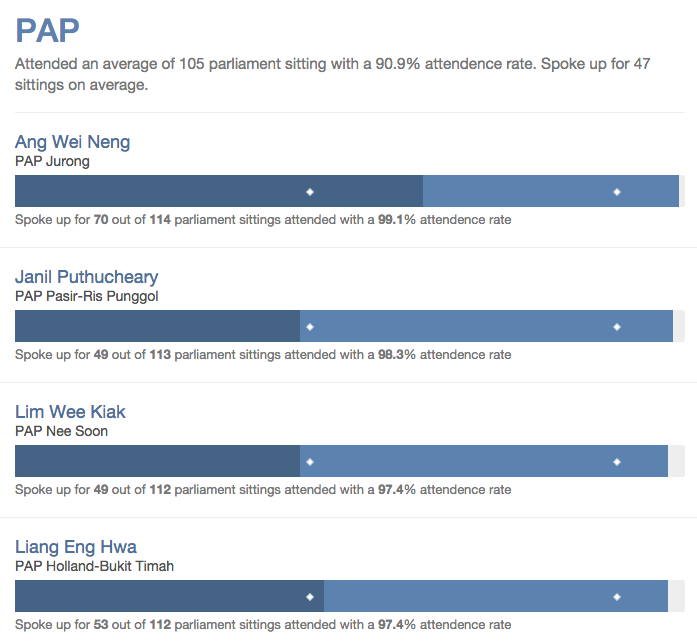 PAP
Attended an average of 105 parliament sitting with a 90.9% attendence rate. Spoke up for 47
sittings on average.
Ang Wei Neng
PAP Jurong
Spoke up for 70 out of 114 parliament sittings attended with a 99.1% attendence rate
Janil Puthucheary
PAP Pasir-Ris Punggol
Spoke up for 49 out of 113 parliament sittings attended with a 98.3% attendence rate
Lim Wee Kiak
PAP Nee Soon
Spoke up for 49 out of 112 parliament sittings attended with a 97.4% attendence rate
Liang Eng Hwa
PAP Holland-Bukit Timah
Spoke up for 53 out of 112 parliament sittings attended with a 97.4% attendence rate